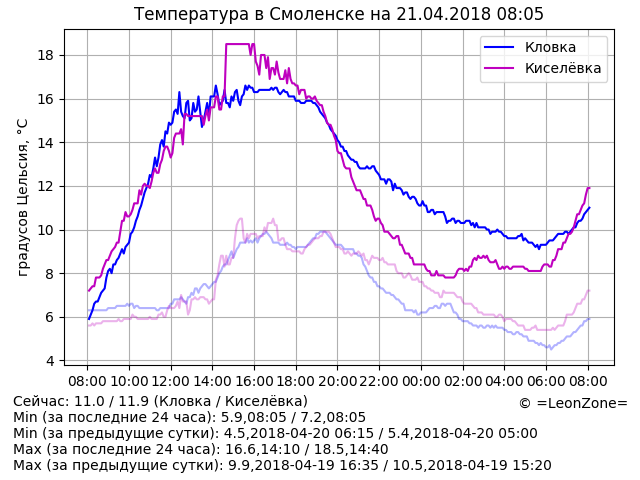 Температура в Смоленске на 21.04.2018 08:05
Кловка
Киселёвка
градусов Цельсия, °C
18
16
14
12
10
8
6
4
08:00 10:00 12:00 14:00 16:00 18:00 20:00 22:00 00:00 02:00 04:00 06:00 08:00
Сейчас: 11.0 / 11.9 (Кловка / Киселёвка)
© =LeonZone=
Min (за последние 24 часа): 5.9,08:05 / 7.2,08:05
Min (за предыдущие сутки): 4.5,2018-04-20 06:15 / 5.4,2018-04-20 05:00
Max (за последние 24 часа): 16.6,14:10 / 18.5,14:40
Max (за предыдущие сутки): 9.9,2018-04-19 16:35 / 10.5,2018-04-19 15:20